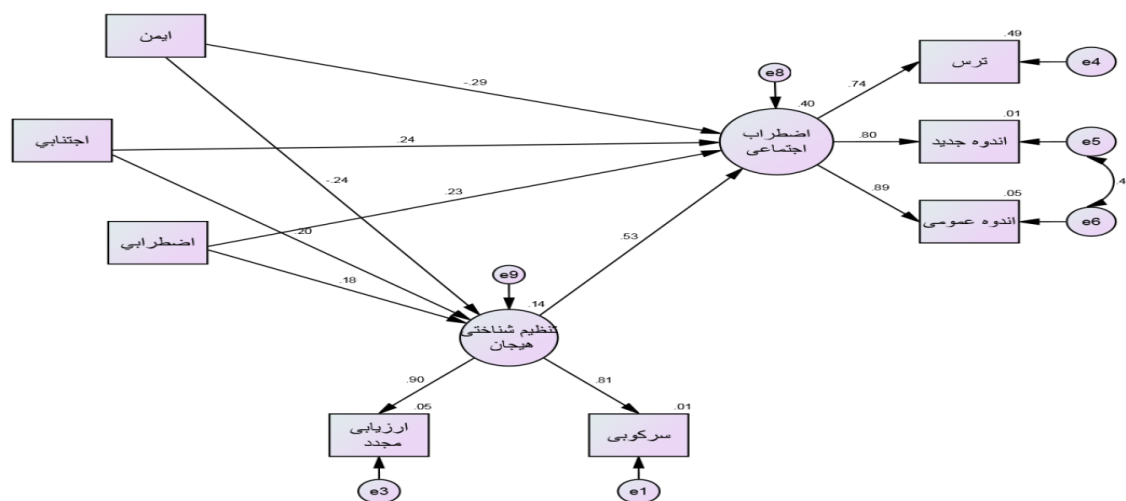 ایمن
اجتنابي
اضطرابي
-.29
.24
-.24
.23
.20
.18
.53
e8
.40
اضطراب
اجتماعی
.74
.80
.89
.49
ترس
e4
.01
اندوه جدید
e5
.05
اندوه عمومی
e6
.4
e9
.14
تنظیم شناختی
هیجان
.90
.81
.05
ارزیابی
مجدد
e3
.01
سرکوبی
e1